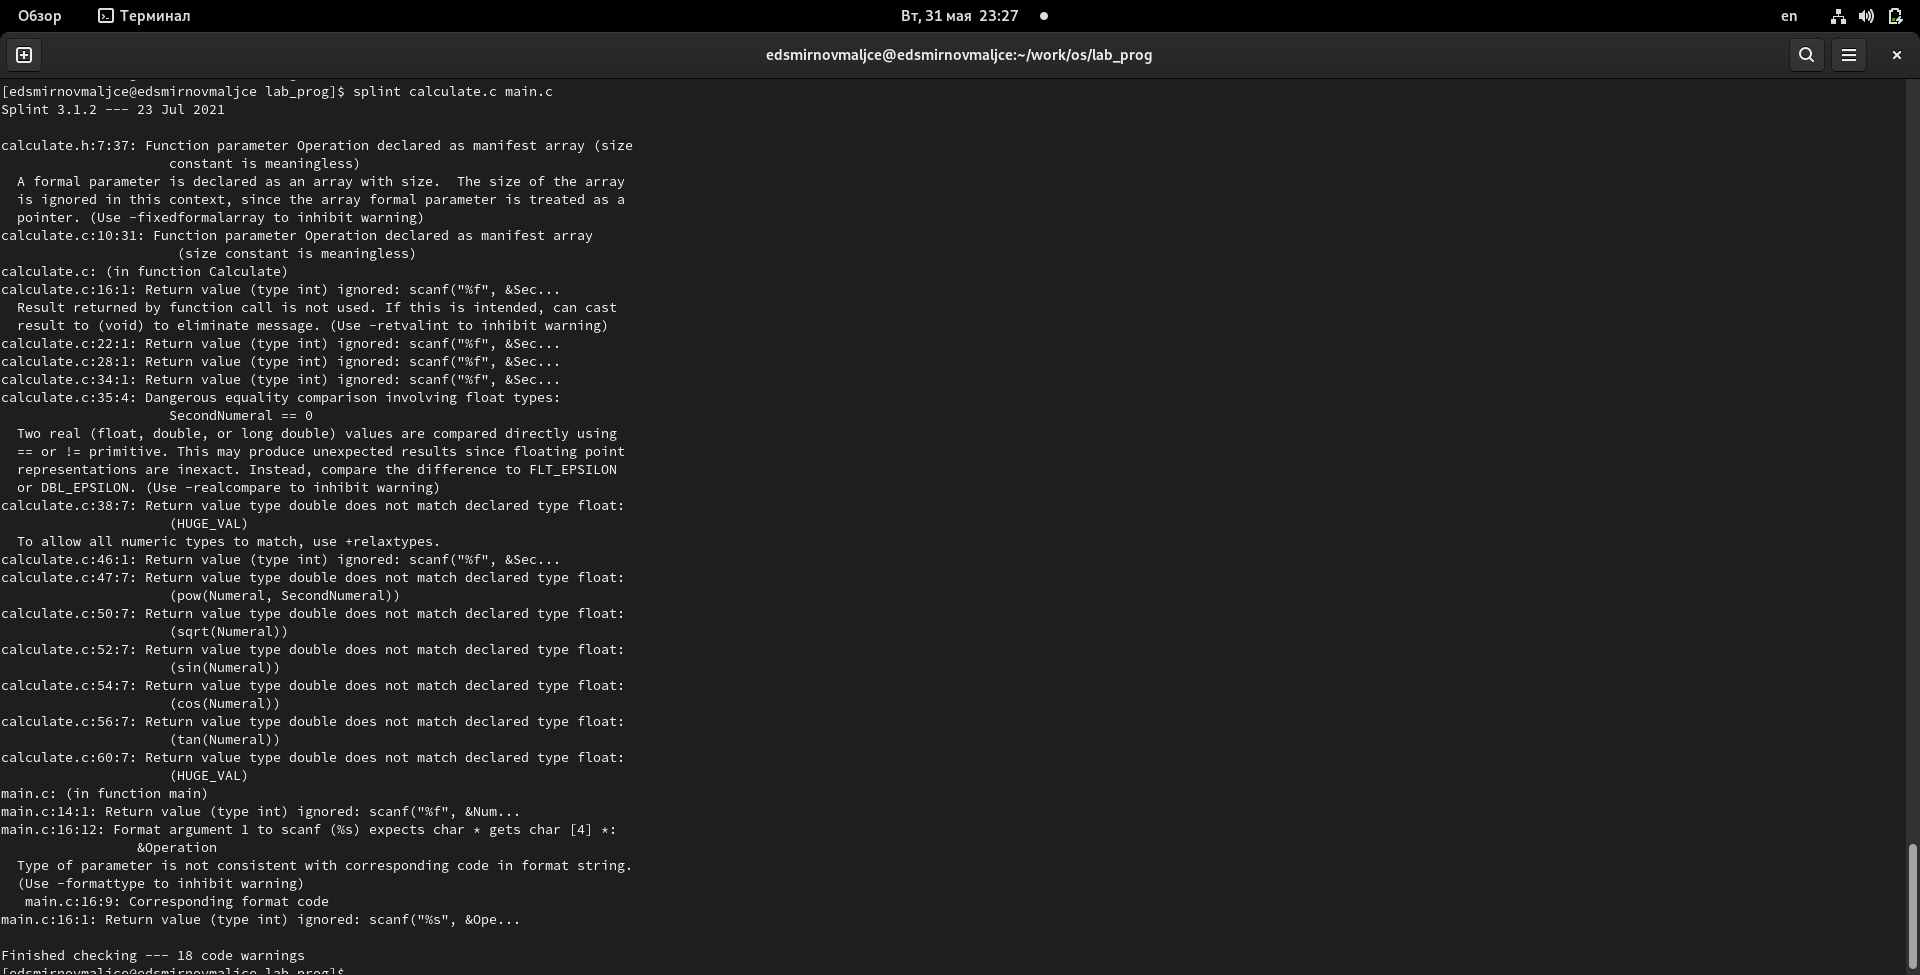 Обзор Терминал Вт, 31 мая 23:27 en
edsmirnovmaljce@edsmirnovmaljce:~/work/os/lab_prog
[edsmirnovmaljce@edsmirnovmaljce lab_prog]$ splint calculate.c main.c
Splint 3.1.2 --- 23 Jul 2021
calculate.h:7:37: Function parameter Operation declared as manifest array (size
constant is meaningless)
A formal parameter is declared as an array with size.  The size of the array
is ignored in this context, since the array formal parameter is treated as a
pointer. (Use -fixedformalarray to inhibit warning)
calculate.c:10:31: Function parameter Operation declared as manifest array
(size constant is meaningless)
calculate.c: (in function Calculate)
calculate.c:16:1: Return value (type int) ignored: scanf("%f", &Sec...
Result returned by function call is not used. If this is intended, can cast
result to (void) to eliminate message. (Use -retvalint to inhibit warning)
calculate.c:22:1: Return value (type int) ignored: scanf("%f", &Sec...
calculate.c:28:1: Return value (type int) ignored: scanf("%f", &Sec...
calculate.c:34:1: Return value (type int) ignored: scanf("%f", &Sec...
calculate.c:35:4: Dangerous equality comparison involving float types:
SecondNumeral == 0
Two real (float, double, or long double) values are compared directly using
== or != primitive. This may produce unexpected results since floating point
representations are inexact. Instead, compare the difference to FLT_EPSILON
or DBL_EPSILON. (Use -realcompare to inhibit warning)
calculate.c:38:7: Return value type double does not match declared type float:
(HUGE_VAL)
To allow all numeric types to match, use +relaxtypes.
calculate.c:46:1: Return value (type int) ignored: scanf("%f", &Sec...
calculate.c:47:7: Return value type double does not match declared type float:
(pow(Numeral, SecondNumeral))
calculate.c:50:7: Return value type double does not match declared type float:
(sqrt(Numeral))
calculate.c:52:7: Return value type double does not match declared type float:
(sin(Numeral))
calculate.c:54:7: Return value type double does not match declared type float:
(cos(Numeral))
calculate.c:56:7: Return value type double does not match declared type float:
(tan(Numeral))
calculate.c:60:7: Return value type double does not match declared type float:
(HUGE_VAL)
main.c: (in function main)
main.c:14:1: Return value (type int) ignored: scanf("%f", &Num...
main.c:16:12: Format argument 1 to scanf (%s) expects char * gets char [4] *:
&Operation
Type of parameter is not consistent with corresponding code in format string.
(Use -formattype to inhibit warning)
main.c:16:9: Corresponding format code
main.c:16:1: Return value (type int) ignored: scanf("%s", &Ope...
Finished checking --- 18 code warnings
[edsmirnovmaljce@edsmirnovmaljce lab_prog]$